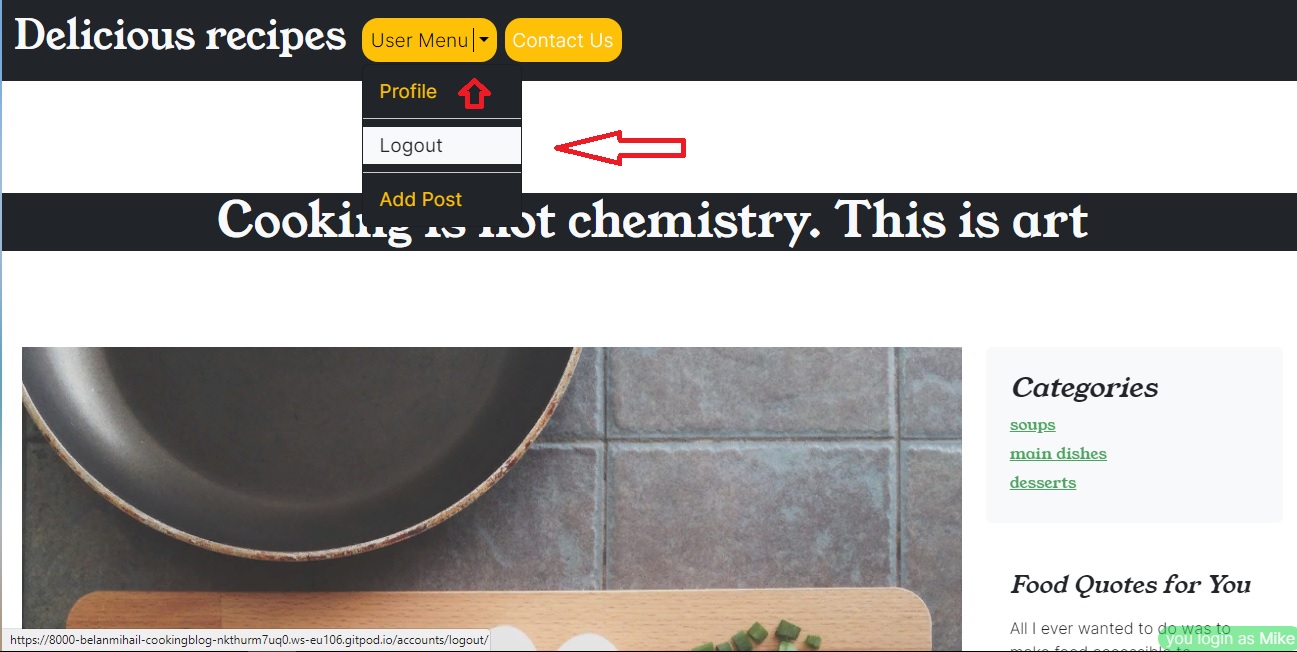 Delicious recipes
User Menu
Contact Us
Profile
Logout
Add Post
Cooking is not chemistry. This is art
Categories
soups
main dishes
desserts
Food Quotes for You
All I ever wanted to do was to
make food accessible to
you login as Mike
https://8000-belanmihail-cookingblog-nkthurm7uq0.ws-eu106.gitpod.io/accounts/logout/